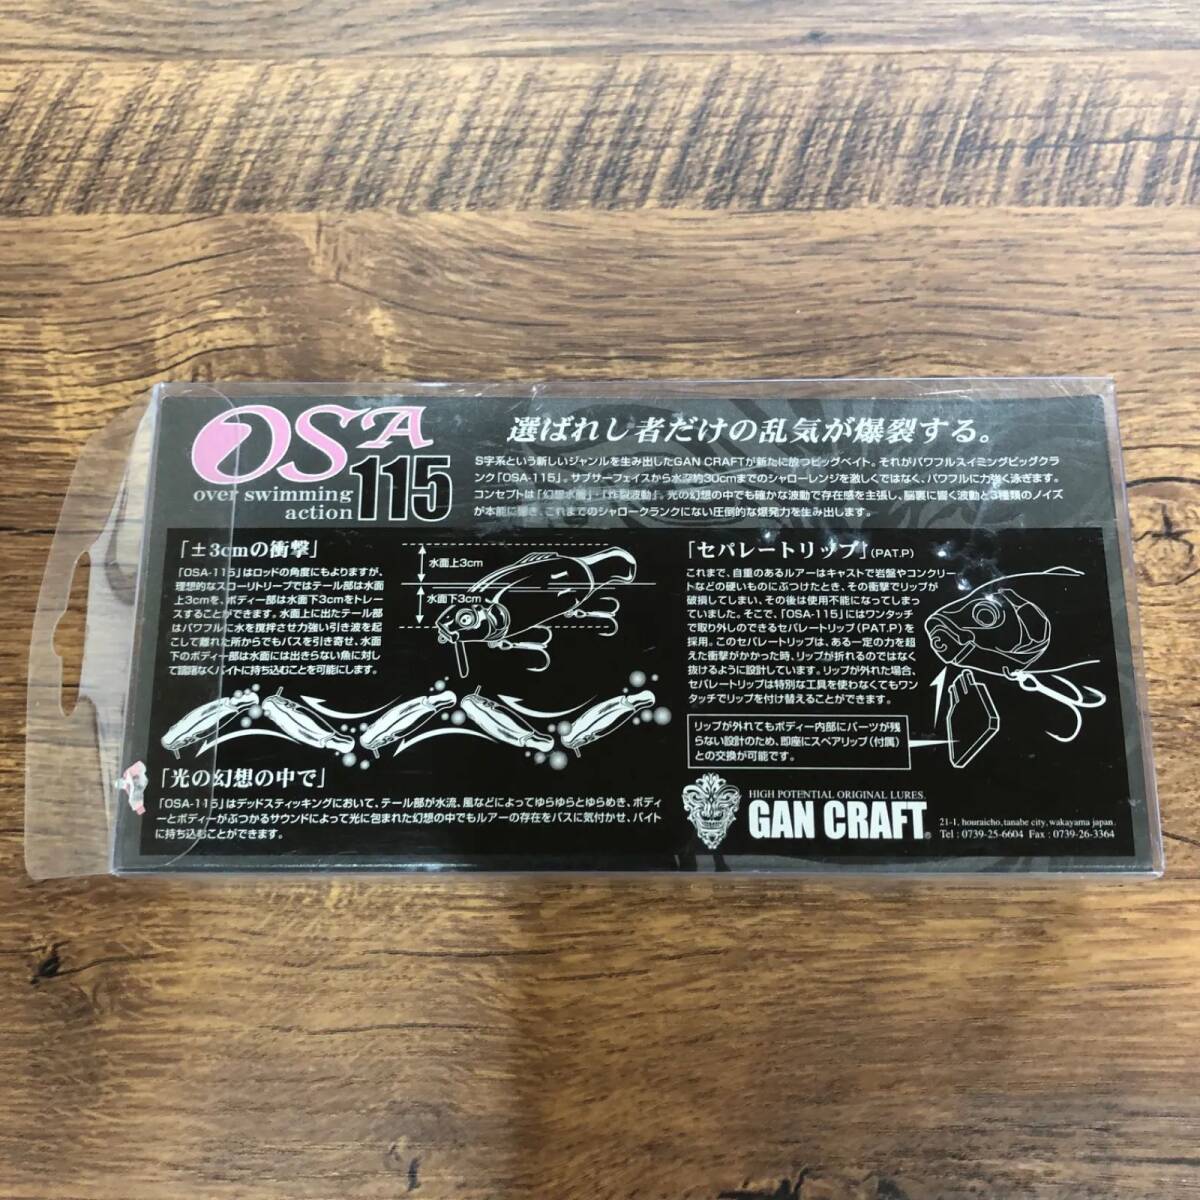 OSA
115
over swimming
action
選ばれし者だけの乱気が爆裂する。
S字系という新しいジャンルを生み出したGAN CRAFTが新たに放つビッグベイト。それがパワフルスイミングビッグクラ
ンク「OSA-115」。サブサーフェイスから水深約30cmまでのシャローレンジを激しくではなく、パワフルに力強く泳ぎます。
コンセプトは「幻想水面」・「炸裂波動」。光の幻想の中でも確かな波動で存在感を主張し、脳裏に響く波動と3種類のノイズ
が本能に響き、これまでのシャロークランクにない圧倒的な爆発力を生み出します。
「±3cmの衝撃」
「OSA-115」はロッドの角度にもよりますが、
理想的なスローリトリーブではテール部は水面
上3cmを、ボディー部は水面下3cmをトレー
スすることができます。水面上に出たテール部
はパワフルに水を撹拌させ力強い引き波を起
こして離れた所からでもバスを引き寄せ、水面
下のボディー部は水面には出きらない魚に対し
て躊躇なくバイトに持ち込むことを可能にします。
水面上3cm
水面下3cm
「光の幻想の中で」
「OSA-115」はデッドスティッキングにおいて、テール部が水流、風などによってゆらゆらとゆらめき、ボディ
ーとボディーがぶつかるサウンドによって光に包まれた幻想の中でもルアーの存在をバスに気付かせ、バイト
に持ち込むことができます。
「セパレートリップ」(PAT.P)
これまで、自重のあるルアーはキャストで岩盤やコンクリー
トなどの硬いものにぶつけたとき、その衝撃でリップが
破損してしまい、その後は使用不能になってしまっ
ていました。そこで、「OSA-115」にはワンタッチ
で取り外しのできるセパレートリップ(PAT.P)を
採用。このセパレートリップは、ある一定の力を超
えた衝撃がかかった時、リップが折れるのではなく
抜けるように設計しています。リップが外れた場合、
セパレートリップは特別な工具を使わなくてもワン
タッチでリップを付け替えることができます。
リップが外れてもボディー内部にパーツが残
らない設計のため、即座にスペアリップ(付属)
との交換が可能です。
HIGH POTENTIAL ORIGINAL LURES.
GAN CRAFT®
21-1, houraicho, tanabe city, wakayama japan.
Tel : 0739-25-6604 Fax : 0739-26-3364